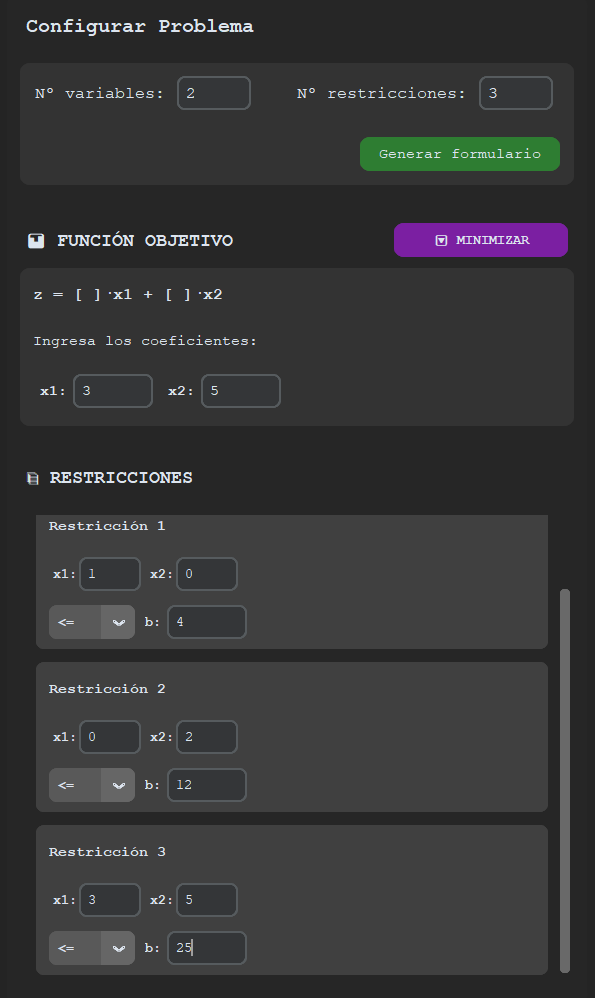 Configurar Problema
Nº variables: 2 Nº restricciones: 3
Generar formulario
FUNCIÓN OBJETIVO MINIMIZAR
z = [ ]·x1 + [ ]·x2
Ingresa los coeficientes:
x1: 3 x2: 5
RESTRICCIONES
Restricción 1
x1: 1 x2: 0
<= b: 4
Restricción 2
x1: 0 x2: 2
<= b: 12
Restricción 3
x1: 3 x2: 5
<= b: 25